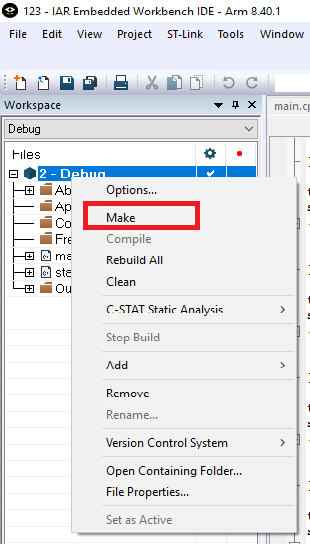 123 - IAR Embedded Workbench IDE - Arm 8.40.1
File Edit View Project ST-Link Tools Window
Workspace
main.cp
Debug
Files
2 - Debug
Ab
Options...
Ap
Make
Co
Compile
Fre
Rebuild All
ma
Clean
ste
Ou
C-STAT Static Analysis
Stop Build
Add
Remove
Rename...
Version Control System
Open Containing Folder...
File Properties...
Set as Active